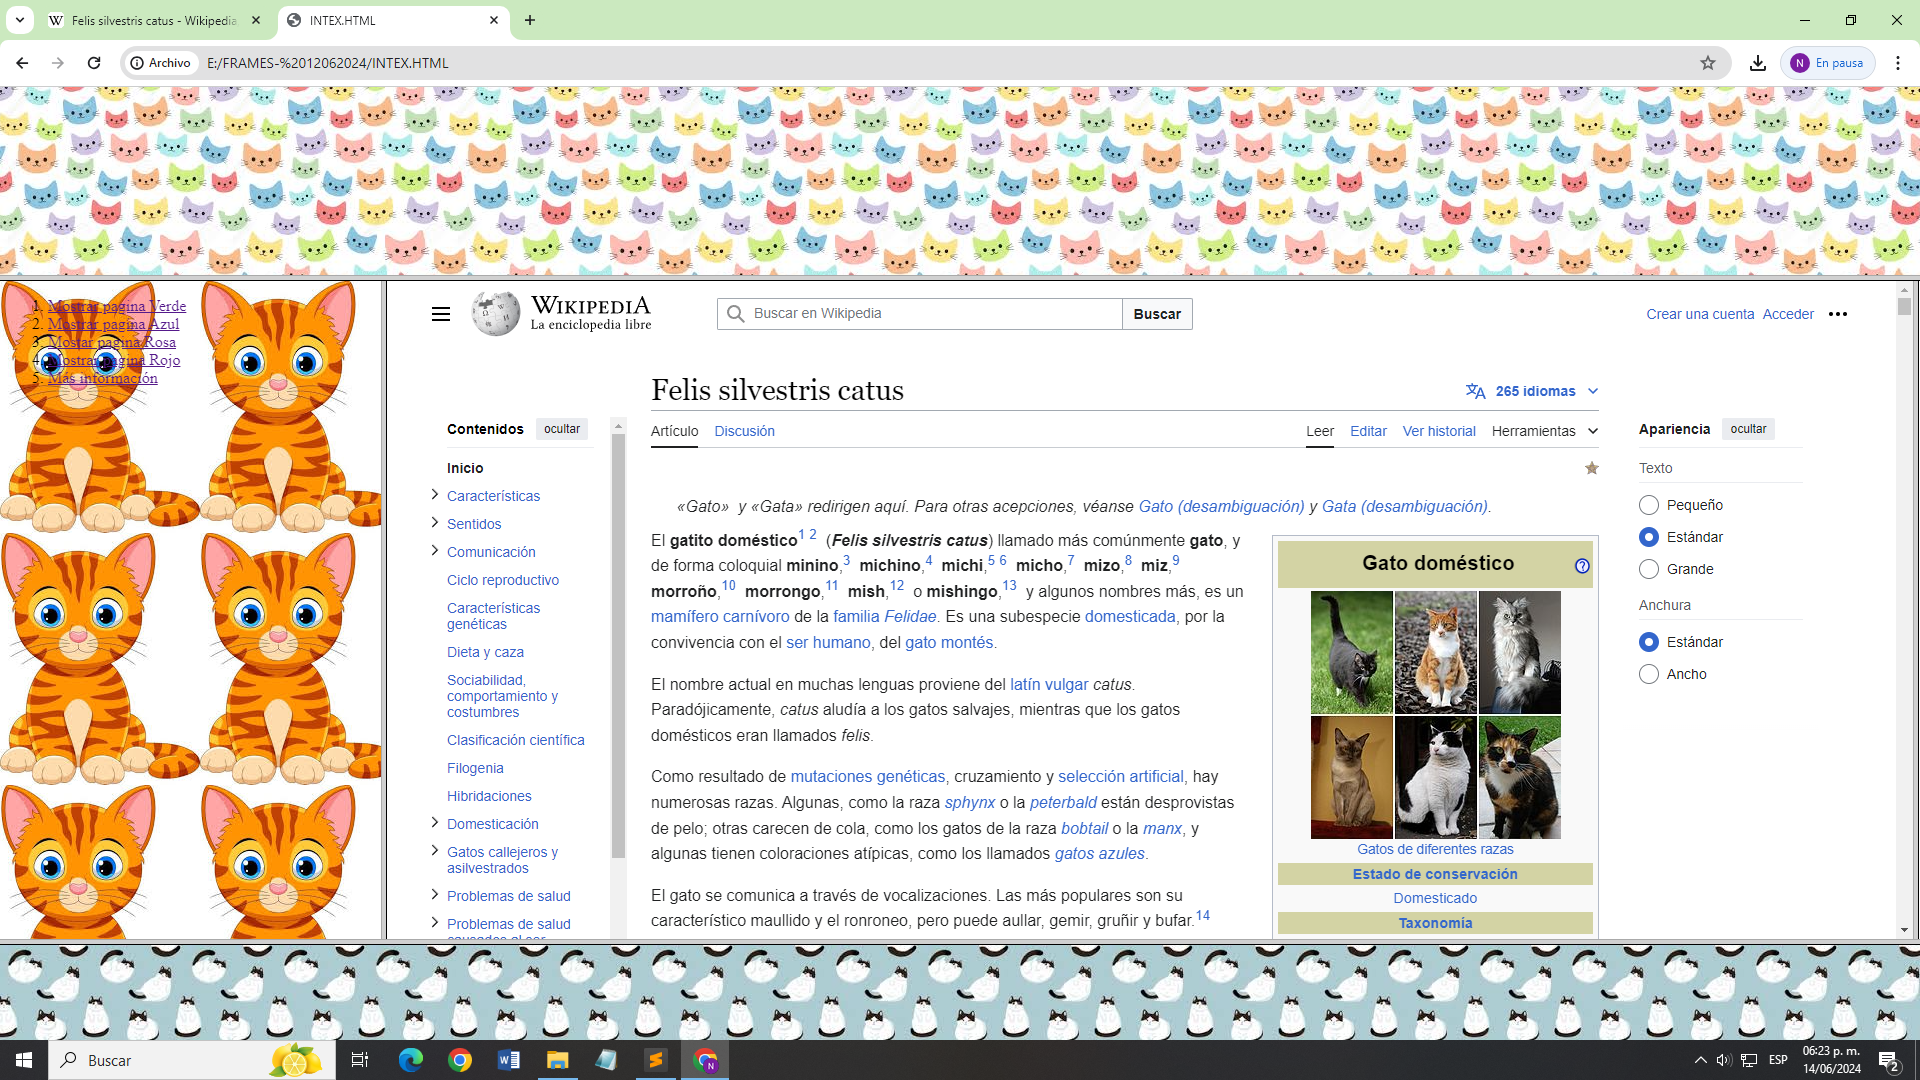 Felis silvestris catus - Wikipedia
INTEX.HTML
Archivo
E:/FRAMES-%2012062024/INTEX.HTML
N
En pausa
1. Mostrar pagina Verde
2. Mostrar pagina Azul
3. Mostar pagina Rosa
4. Mostrar pagina Rojo
5. Más información
WIKIPEDIA
La enciclopedia libre
Buscar en Wikipedia
Buscar
Crear una cuenta
Acceder
Felis silvestris catus
265 idiomas
Artículo
Discusión
Leer
Editar
Ver historial
Herramientas
Contenidos
ocultar
Inicio
Características
Sentidos
Comunicación
Ciclo reproductivo
Características
genéticas
Dieta y caza
Sociabilidad,
comportamiento y
costumbres
Clasificación científica
Filogenia
Hibridaciones
Domesticación
Gatos callejeros y
asilvestrados
Problemas de salud
Problemas de salud
«Gato» y «Gata» redirigen aquí. Para otras acepciones, véanse Gato (desambiguación) y Gata (desambiguación).
El gatito doméstico1 2 (Felis silvestris catus) llamado más comúnmente gato, y
de forma coloquial minino,3 michino,4 michi,5 6 micho,7 mizo,8 miz,9
morroño,10 morrongo,11 mish,12 o mishingo,13 y algunos nombres más, es un
mamífero carnívoro de la familia Felidae. Es una subespecie domesticada, por la
convivencia con el ser humano, del gato montés.
El nombre actual en muchas lenguas proviene del latín vulgar catus.
Paradójicamente, catus aludía a los gatos salvajes, mientras que los gatos
domésticos eran llamados felis.
Como resultado de mutaciones genéticas, cruzamiento y selección artificial, hay
numerosas razas. Algunas, como la raza sphynx o la peterbald están desprovistas
de pelo; otras carecen de cola, como los gatos de la raza bobtail o la manx, y
algunas tienen coloraciones atípicas, como los llamados gatos azules.
El gato se comunica a través de vocalizaciones. Las más populares son su
característico maullido y el ronroneo, pero puede aullar, gemir, gruñir y bufar.14
Gato doméstico
Gatos de diferentes razas
Estado de conservación
Domesticado
Taxonomía
Apariencia
ocultar
Texto
Pequeño
Estándar
Grande
Anchura
Estándar
Ancho
Buscar
N
ESP
06:23 p. m.
14/06/2024
2